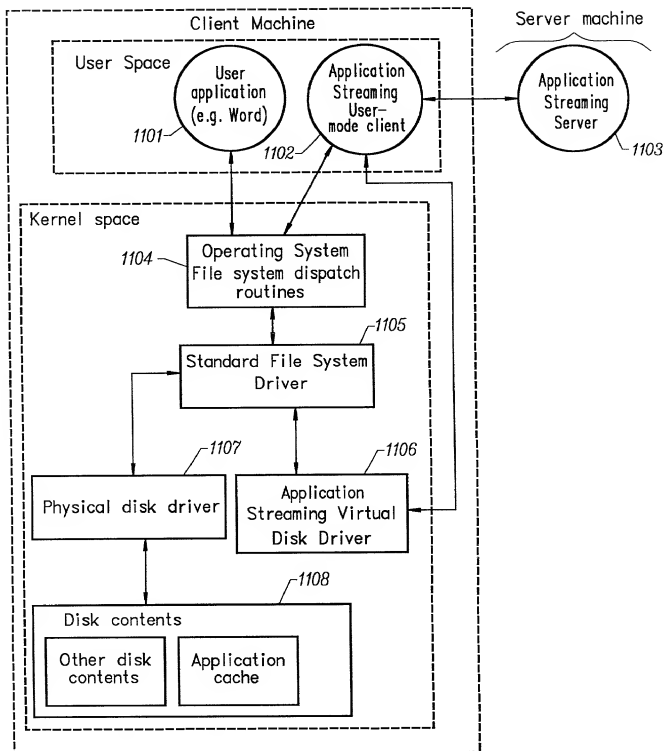 Client Machine
Server machine
User Space
User
application
(e.g. Word)
1101
Application
Streaming
User-
mode client
1102
Application
Streaming
Server
1103
Kernel space
1104
Operating System
File system dispatch
routines
1105
Standard File System
Driver
1107
Physical disk driver
1106
Application
Streaming Virtual
Disk Driver
1108
Disk contents
Other disk
contents
Application
cache